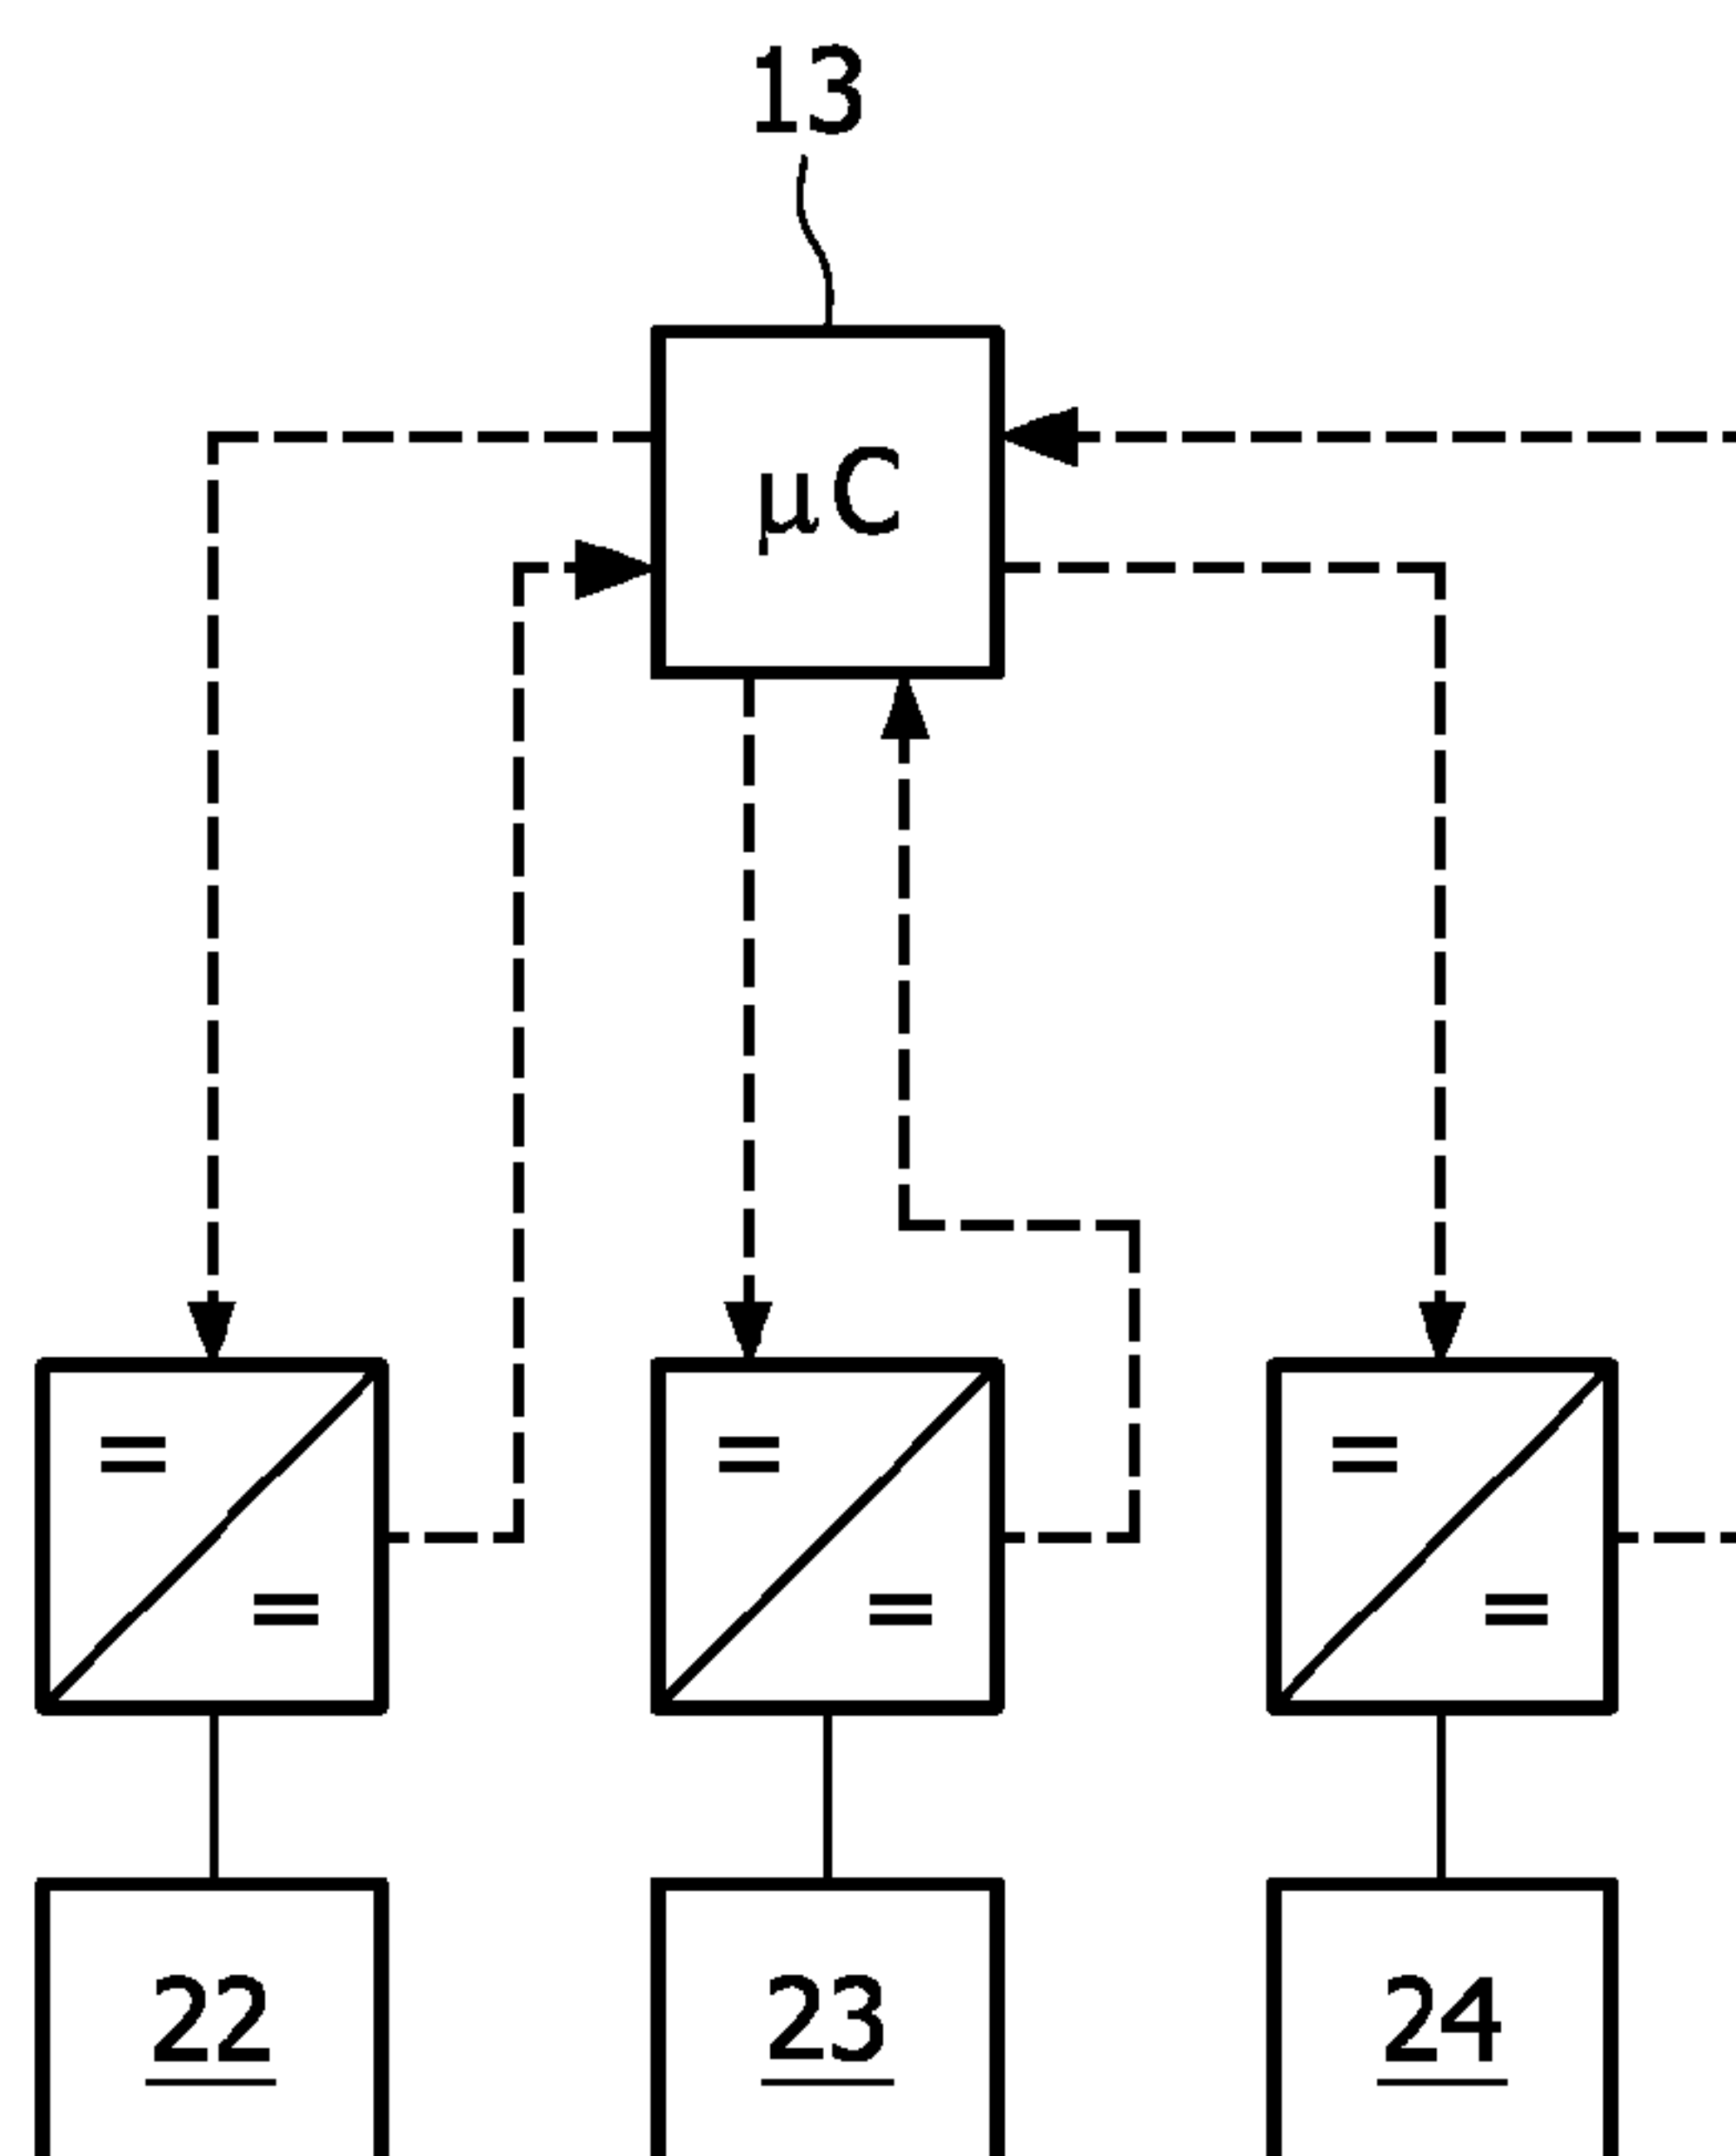 13
µC
= = =
= = =
22 23 24